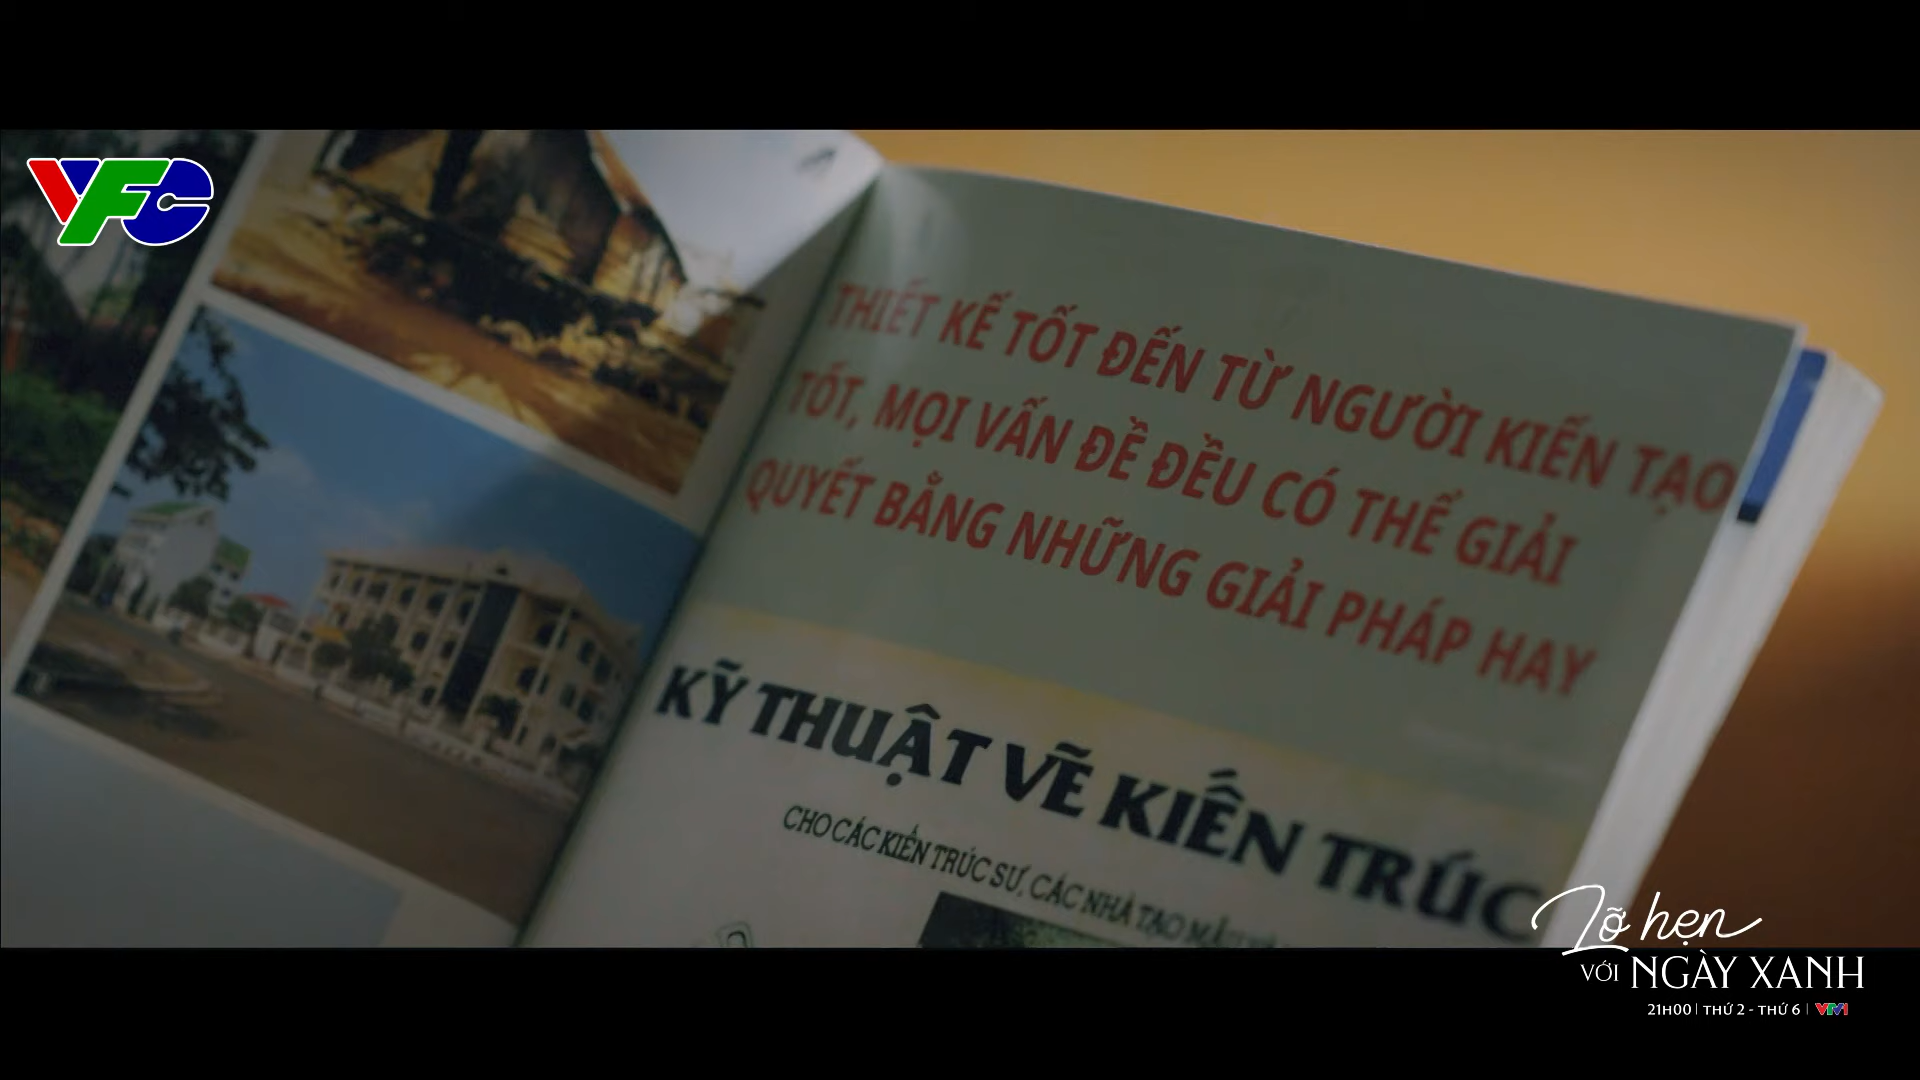 VFC
THIẾT KẾ TỐT ĐẾN TỪ NGƯỜI KIẾN TẠO
TỐT, MỌI VẤN ĐỀ ĐỀU CÓ THỂ GIẢI
QUYẾT BẰNG NHỮNG GIẢI PHÁP HAY
KỸ THUẬT VẼ KIẾN TRÚC
CHO CÁC KIẾN TRÚC SƯ, CÁC NHÀ TẠO
Lỡ hẹn
VỚI NGÀY XANH
21H00 | THỨ 2 - THỨ 6 | VTV1